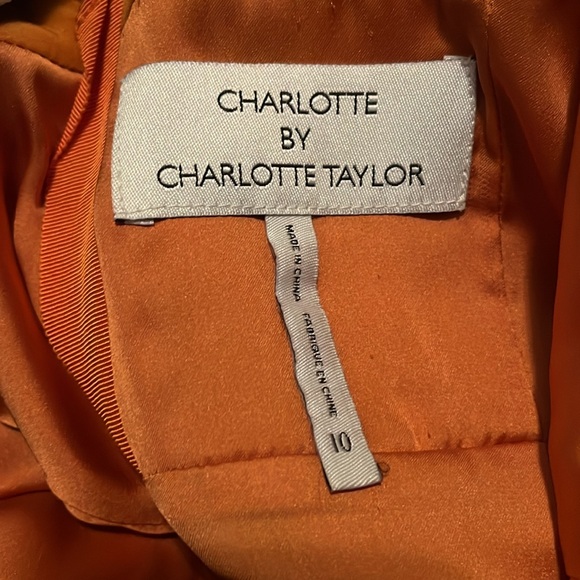 CHARLOTTE
BY
CHARLOTTE TAYLOR
MADE IN CHINA FABRIQUE EN CHINE 10